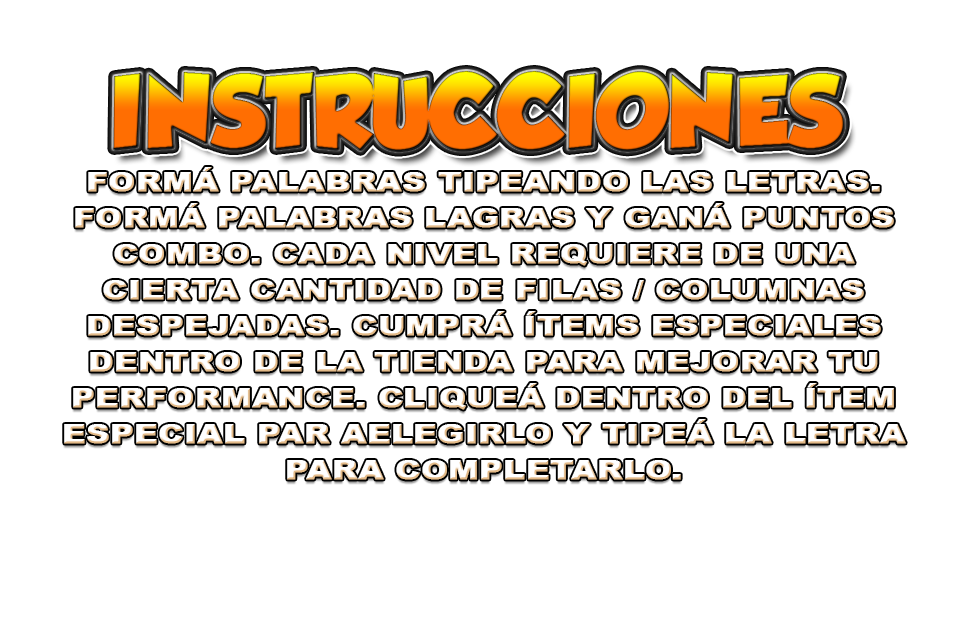 INSTRUCCIONES
FORMÁ PALABRAS TIPEANDO LAS LETRAS.
FORMÁ PALABRAS LAGRAS Y GANÁ PUNTOS
COMBO. CADA NIVEL REQUIERE DE UNA
CIERTA CANTIDAD DE FILAS / COLUMNAS
DESPEJADAS. CUMPRÁ ÍTEMS ESPECIALES
DENTRO DE LA TIENDA PARA MEJORAR TU
PERFORMANCE. CLIQUEÁ DENTRO DEL ÍTEM
ESPECIAL PAR AELEGIRLO Y TIPEÁ LA LETRA
PARA COMPLETARLO.